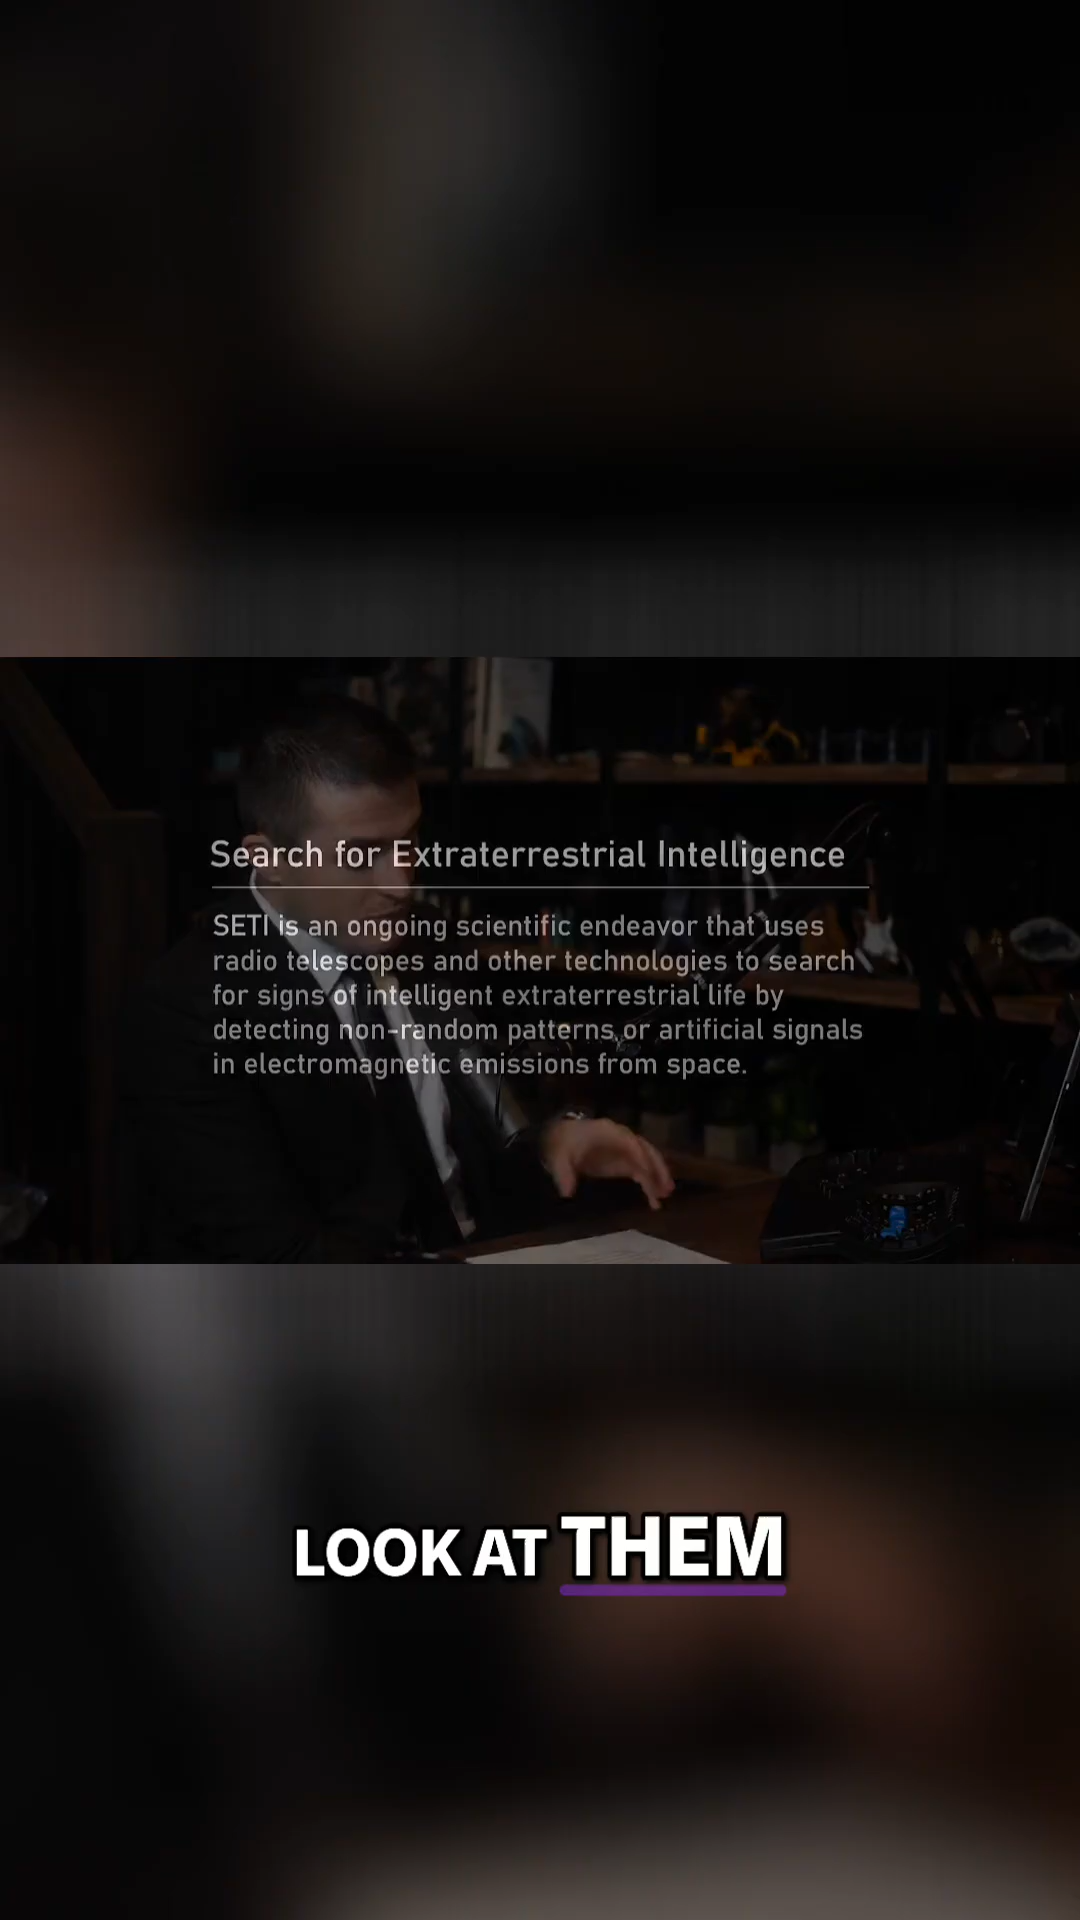 Search for Extraterrestrial Intelligence
SETI is an ongoing scientific endeavor that uses
radio telescopes and other technologies to search
for signs of intelligent extraterrestrial life by
detecting non-random patterns or artificial signals
in electromagnetic emissions from space.
LOOK AT THEM